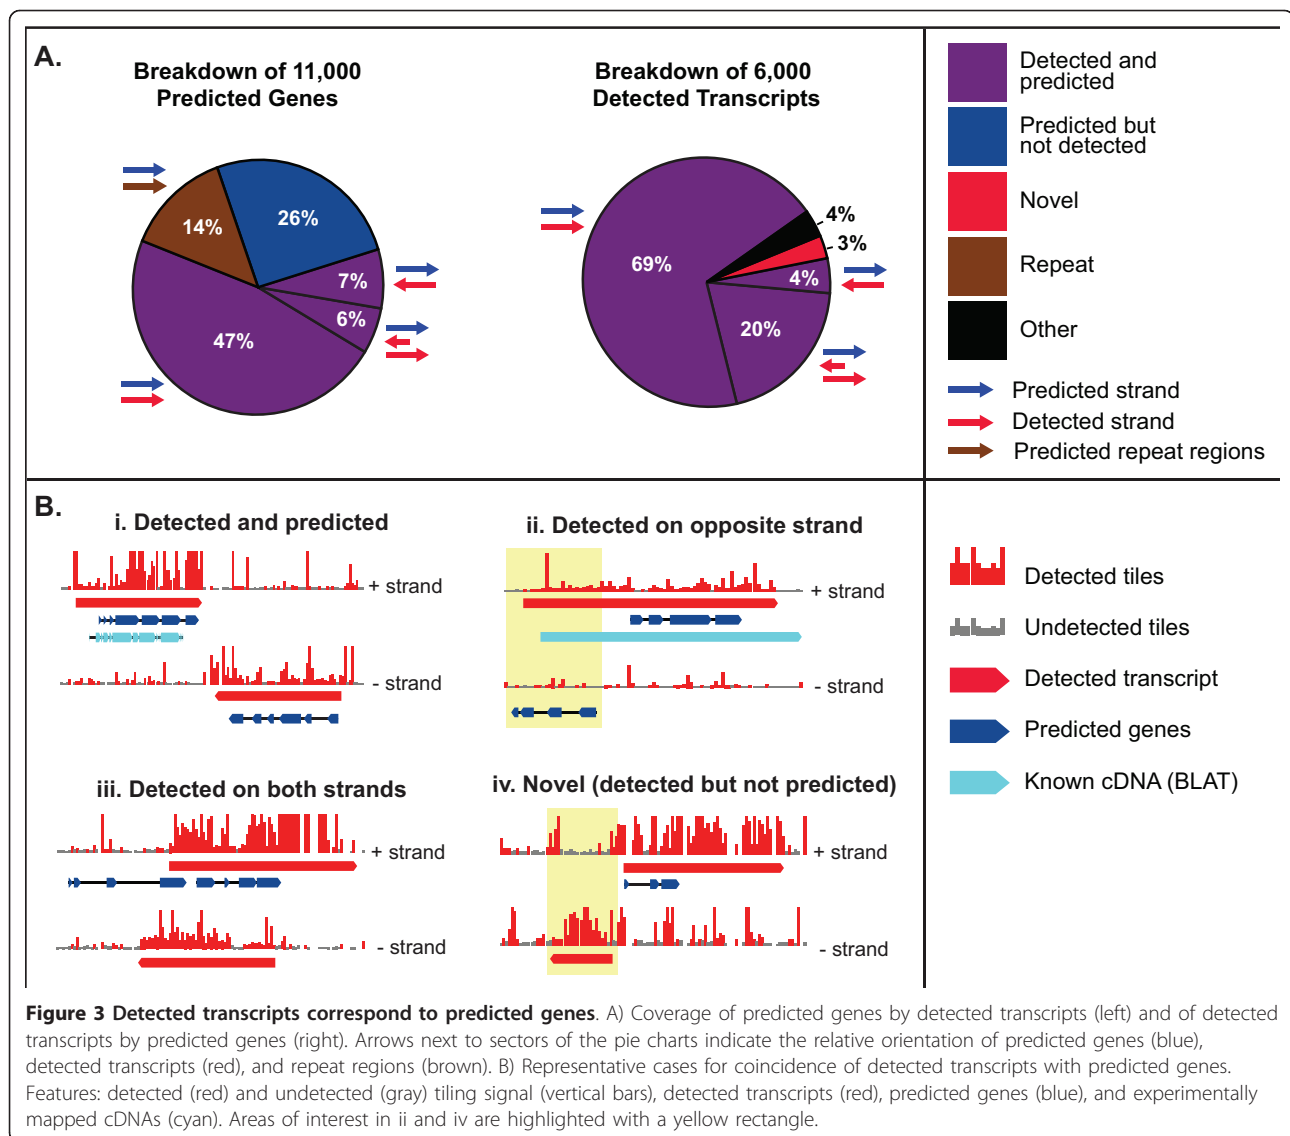 A.
Breakdown of 11,000
Predicted Genes
26%
14%
7%
6%
47%
Breakdown of 6,000
Detected Transcripts
4%
3%
69%
4%
20%
Detected and
predicted
Predicted but
not detected
Novel
Repeat
Other
Predicted strand
Detected strand
Predicted repeat regions
B.
i. Detected and predicted
+ strand
- strand
ii. Detected on opposite strand
+ strand
- strand
iii. Detected on both strands
+ strand
- strand
iv. Novel (detected but not predicted)
+ strand
- strand
Detected tiles
Undetected tiles
Detected transcript
Predicted genes
Known cDNA (BLAT)
Figure 3 Detected transcripts correspond to predicted genes. A) Coverage of predicted genes by detected transcripts (left) and of detected
transcripts by predicted genes (right). Arrows next to sectors of the pie charts indicate the relative orientation of predicted genes (blue),
detected transcripts (red), and repeat regions (brown). B) Representative cases for coincidence of detected transcripts with predicted genes.
Features: detected (red) and undetected (gray) tiling signal (vertical bars), detected transcripts (red), predicted genes (blue), and experimentally
mapped cDNAs (cyan). Areas of interest in ii and iv are highlighted with a yellow rectangle.